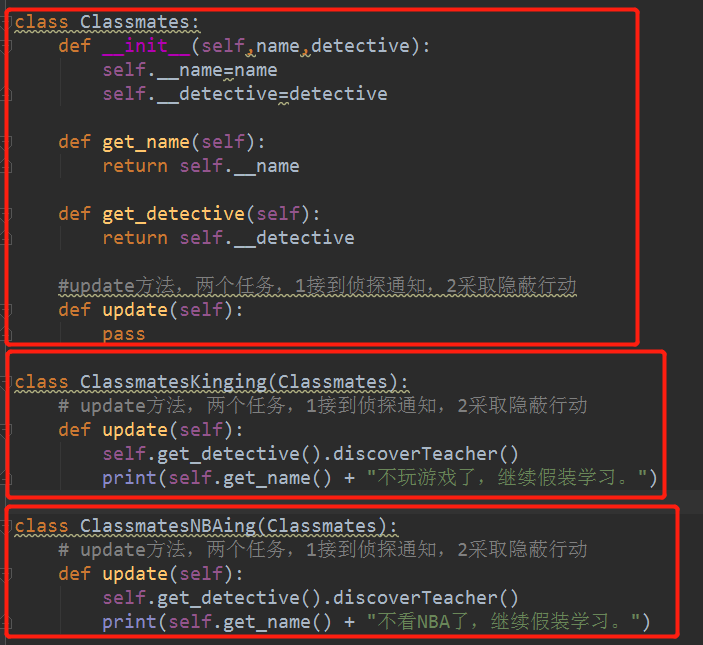 class Classmates:
    def __init__(self,name,detective):
        self.__name=name
        self.__detective=detective
    def get_name(self):
        return self.__name
    def get_detective(self):
        return self.__detective
    #update方法，两个任务，1接到侦探通知，2采取隐蔽行动
    def update(self):
        pass
class ClassmatesKinging(Classmates):
    # update方法，两个任务，1接到侦探通知，2采取隐蔽行动
    def update(self):
        self.get_detective().discoverTeacher()
        print(self.get_name() + "不玩游戏了，继续假装学习。")
class ClassmatesNBAing(Classmates):
    # update方法，两个任务，1接到侦探通知，2采取隐蔽行动
    def update(self):
        self.get_detective().discoverTeacher()
        print(self.get_name() + "不看NBA了，继续假装学习。")